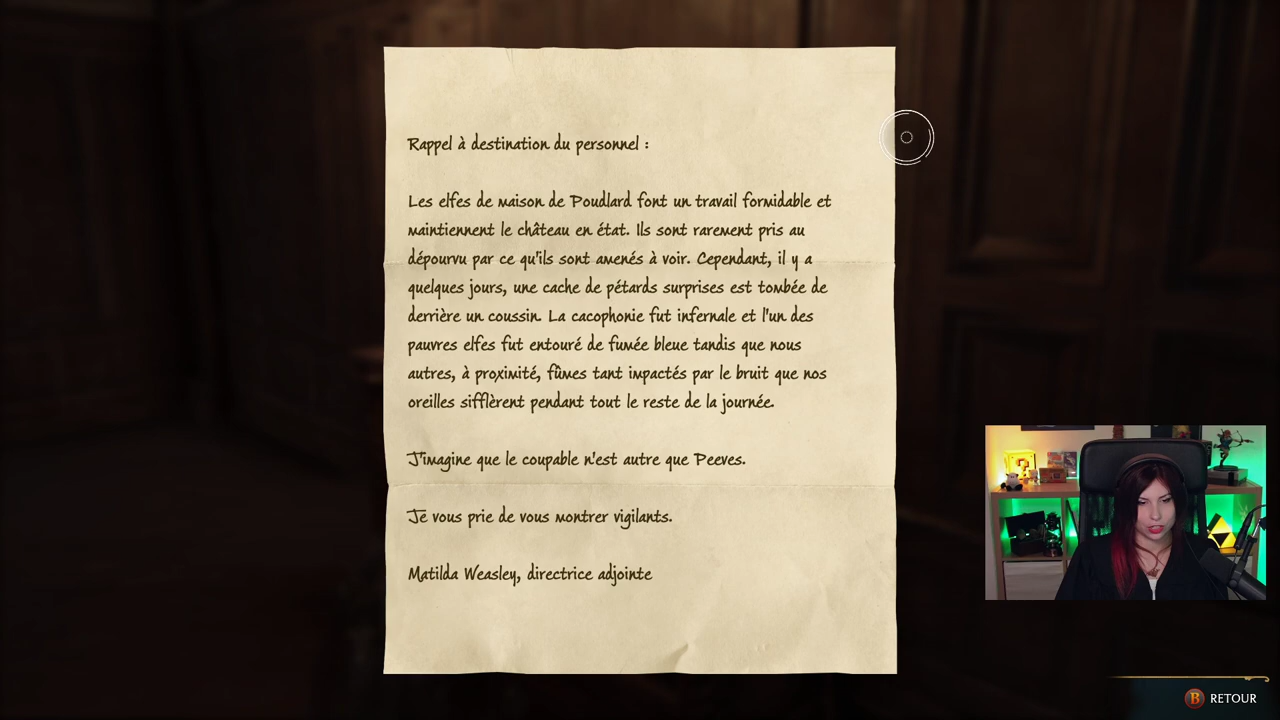 Rappel à destination du personnel :
Les elfes de maison de Poudlard font un travail formidable et
maintiennent le château en état. Ils sont rarement pris au
dépourvu par ce qu'ils sont amenés à voir. Cependant, il y a
quelques jours, une cache de pétards surprises est tombée de
derrière un coussin. La cacophonie fut infernale et l'un des
pauvres elfes fut entouré de fumée bleue tandis que nous
autres, à proximité, fûmes tant impactés par le bruit que nos
oreilles sifflèrent pendant tout le reste de la journée.
J'imagine que le coupable n'est autre que Peeves.
Je vous prie de vous montrer vigilants.
Matilda Weasley, directrice adjointe
B RETOUR